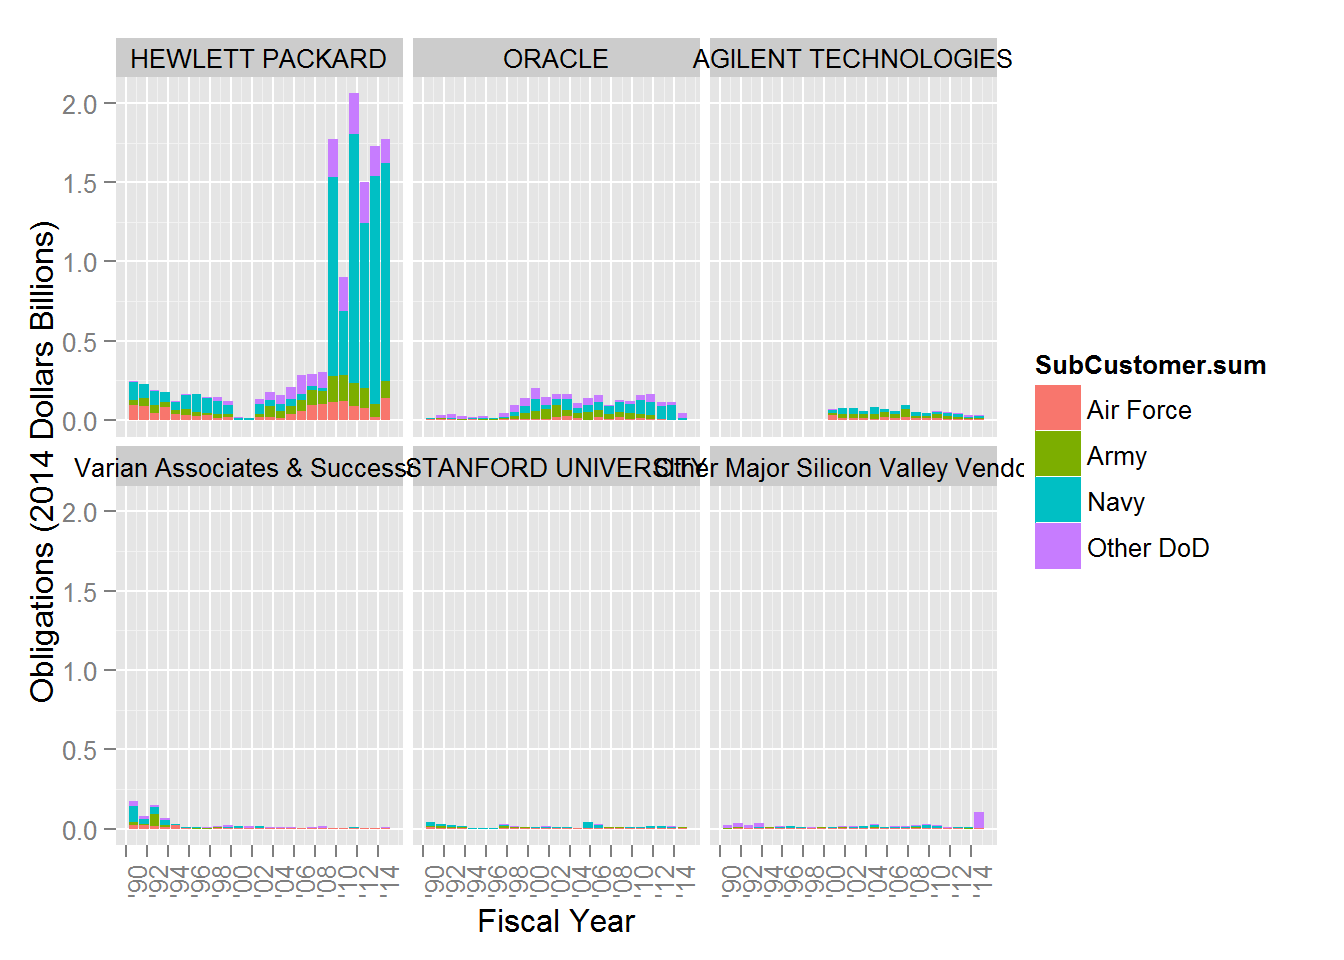 HEWLETT PACKARD
ORACLE
AGILENT TECHNOLOGIES
2.0
1.5
1.0
0.5
0.0
Varian Associates & Success
STANFORD UNIVERSITY
Other Major Silicon Valley Vendo
2.0
1.5
1.0
0.5
0.0
Obligations (2014 Dollars Billions)
'90 '92 '94 '96 '98 '00 '02 '04 '06 '08 '10 '12 '14
'90 '92 '94 '96 '98 '00 '02 '04 '06 '08 '10 '12 '14
'90 '92 '94 '96 '98 '00 '02 '04 '06 '08 '10 '12 '14
Fiscal Year
SubCustomer.sum
Air Force
Army
Navy
Other DoD